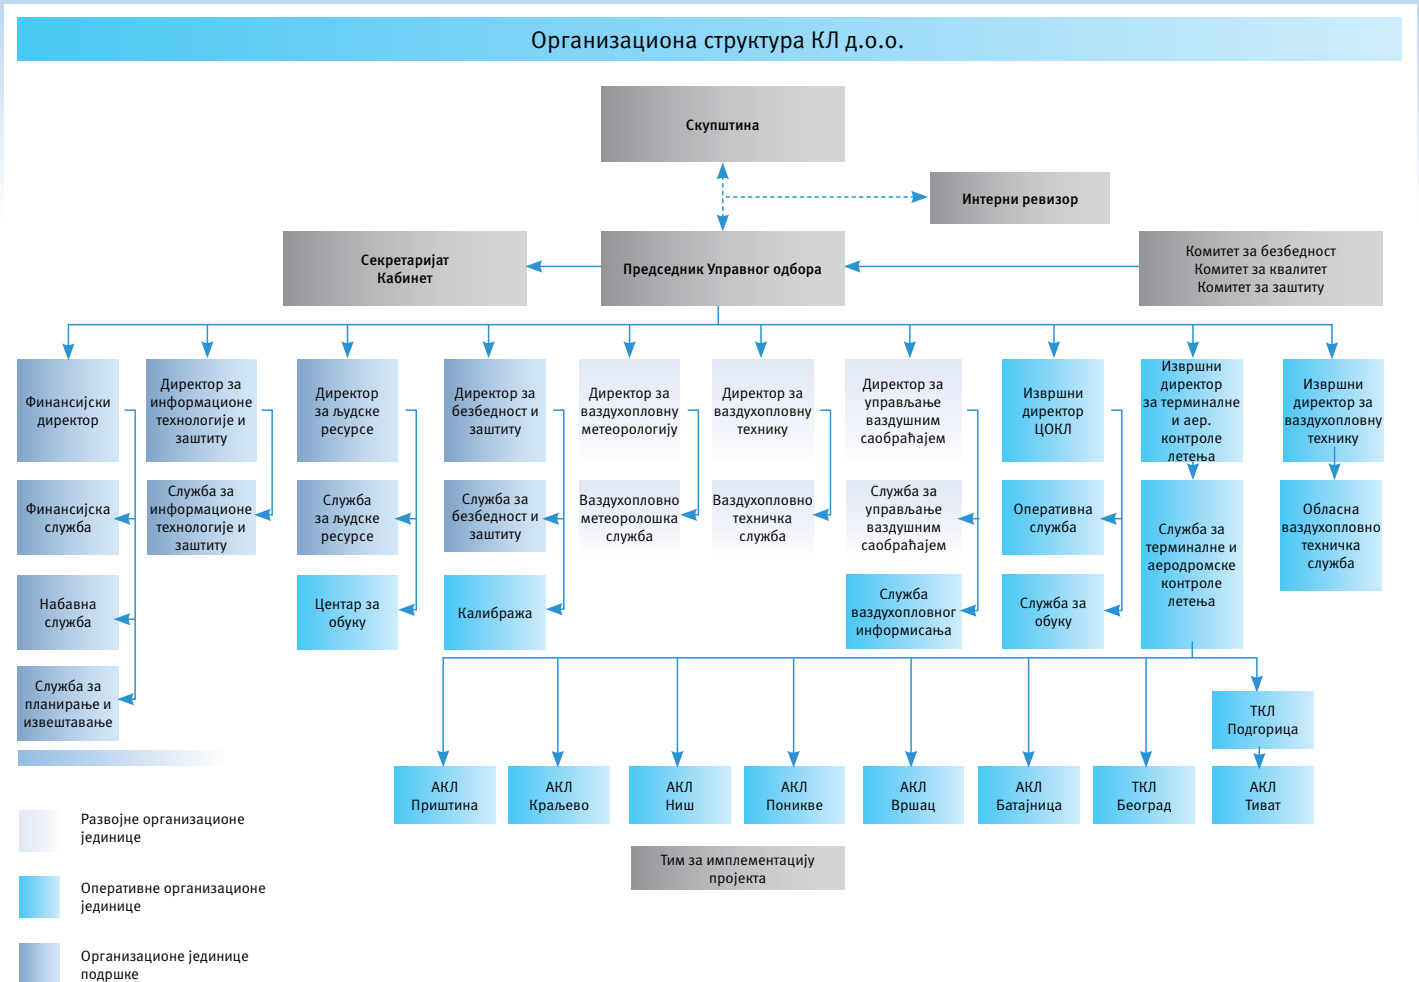 Организациона структура КЛ д.о.о.
Скупштина
Интерни ревизор
Секретаријат
Кабинет
Председник Управног одбора
Комитет за безбедност
Комитет за квалитет
Комитет за заштиту
Финансијски
директор
Директор за
информационе
технологије и
заштиту
Директор
за људске
ресурсе
Директор за
безбедност и
заштиту
Директор за
ваздухопловну
метеорологију
Директор за
ваздухопловну
технику
Директор за
управљање
ваздушним
саобраћајем
Извршни
директор
ЦОКЛ
Извршни
директор
за терминалне
и аер.
контроле
летења
Извршни
директор за
ваздухопловну
технику
Финансијска
служба
Служба за
информационе
технологије и
заштиту
Служба
за људске
ресурсе
Служба за
безбедност и
заштиту
Ваздухопловно
метеоролошка
служба
Ваздухопловно
техничка
служба
Служба за
управљање
ваздушним
саобраћајем
Оперативна
служба
Служба за
терминалне и
аеродромске
контроле
летења
Обласна
ваздухопловно
техничка
служба
Набавна
служба
Центар за
обуку
Калибража
Служба
ваздухопловног
информисања
Служба за
обуку
Служба за
планирање и
извештавање
ТКЛ
Подгорица
АКЛ
Приштина
АКЛ
Краљево
АКЛ
Ниш
АКЛ
Поникве
АКЛ
Вршац
АКЛ
Батајница
ТКЛ
Београд
АКЛ
Тиват
Тим за имплементацију
пројекта
Развојне организационе
јединице
Оперативне организационе
јединице
Организационе јединице
подршке